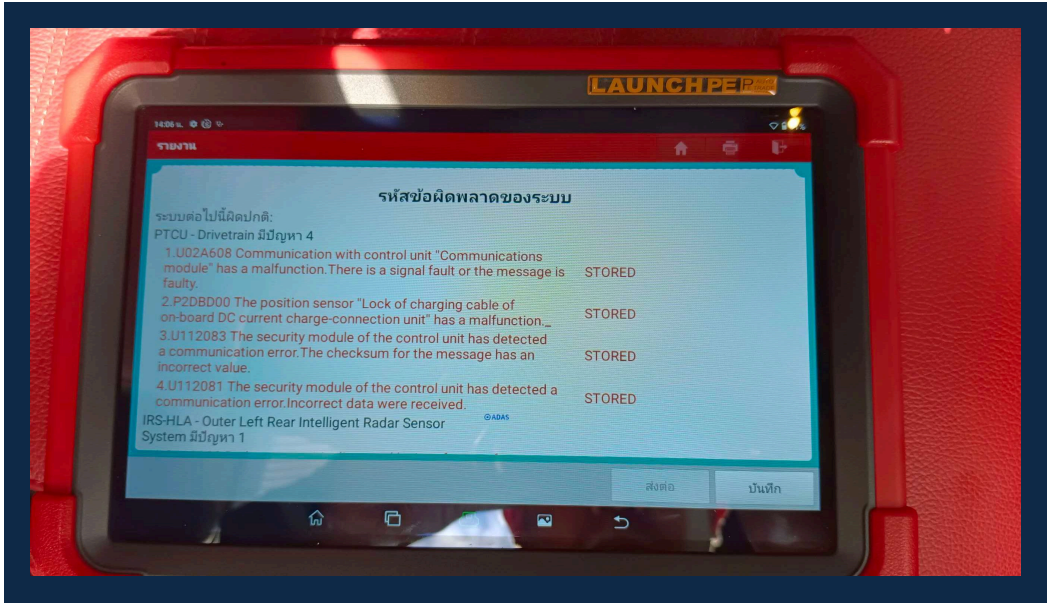 LAUNCH PE
14:06 น.
รายงาน
รหัสข้อผิดพลาดของระบบ
ระบบต่อไปนี้ผิดปกติ:
PTCU - Drivetrain มีปัญหา 4
1.U02A608 Communication with control unit "Communications
module" has a malfunction.There is a signal fault or the message is
faulty.
STORED
2.P2DBD00 The position sensor "Lock of charging cable of
on-board DC current charge-connection unit" has a malfunction._
STORED
3.U112083 The security module of the control unit has detected
a communication error.The checksum for the message has an
incorrect value.
STORED
4.U112081 The security module of the control unit has detected a
communication error.Incorrect data were received.
STORED
IRS-HLA - Outer Left Rear Intelligent Radar Sensor
ADAS
System มีปัญหา 1
ส่งต่อ
บันทึก